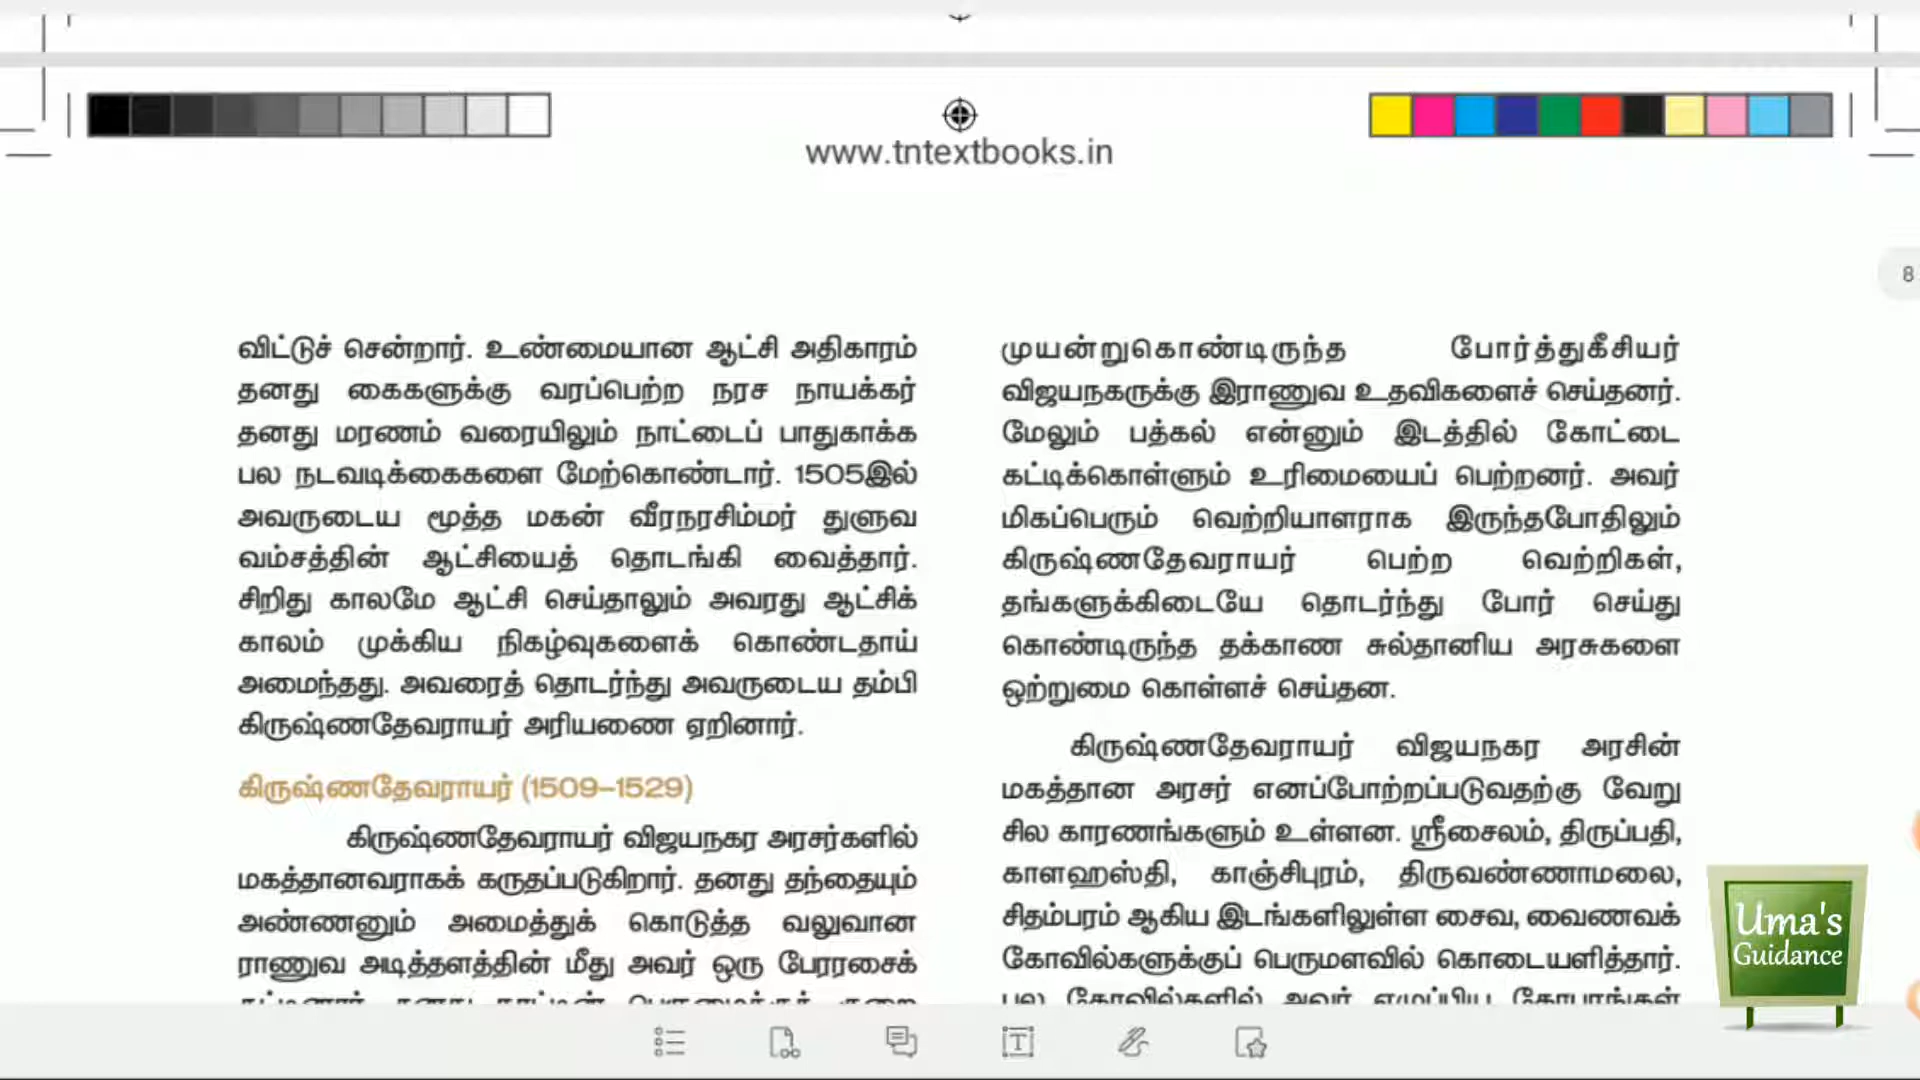 www.tntextbooks.in
8
விட்டுச் சென்றார். உண்மையான ஆட்சி அதிகாரம்
தனது கைகளுக்கு வரப்பெற்ற நரச நாயக்கர்
தனது மரணம் வரையிலும் நாட்டைப் பாதுகாக்க
பல நடவடிக்கைகளை மேற்கொண்டார். 1505இல்
அவருடைய மூத்த மகன் வீரநரசிம்மர் துளுவ
வம்சத்தின் ஆட்சியைத் தொடங்கி வைத்தார்.
சிறிது காலமே ஆட்சி செய்தாலும் அவரது ஆட்சிக்
காலம் முக்கிய நிகழ்வுகளைக் கொண்டதாய்
அமைந்தது. அவரைத் தொடர்ந்து அவருடைய தம்பி
கிருஷ்ணதேவராயர் அரியணை ஏறினார்.
கிருஷ்ணதேவராயர் (1509–1529)
கிருஷ்ணதேவராயர் விஜயநகர அரசர்களில்
மகத்தானவராகக் கருதப்படுகிறார். தனது தந்தையும்
அண்ணனும் அமைத்துக் கொடுத்த வலுவான
ராணுவ அடித்தளத்தின் மீது அவர் ஒரு பேரரசைக்
முயன்றுகொண்டிருந்த போர்த்துகீசியர்
விஜயநகருக்கு இராணுவ உதவிகளைச் செய்தனர்.
மேலும் பத்கல் என்னும் இடத்தில் கோட்டை
கட்டிக்கொள்ளும் உரிமையைப் பெற்றனர். அவர்
மிகப்பெரும் வெற்றியாளராக இருந்தபோதிலும்
கிருஷ்ணதேவராயர் பெற்ற வெற்றிகள்,
தங்களுக்கிடையே தொடர்ந்து போர் செய்து
கொண்டிருந்த தக்காண சுல்தானிய அரசுகளை
ஒற்றுமை கொள்ளச் செய்தன.
கிருஷ்ணதேவராயர் விஜயநகர அரசின்
மகத்தான அரசர் எனப்போற்றப்படுவதற்கு வேறு
சில காரணங்களும் உள்ளன. ஸ்ரீசைலம், திருப்பதி,
காளஹஸ்தி, காஞ்சிபுரம், திருவண்ணாமலை,
சிதம்பரம் ஆகிய இடங்களிலுள்ள சைவ, வைணவக்
கோவில்களுக்குப் பெருமளவில் கொடையளித்தார்.
பல கோவில்களில் அவர் எழுப்பிய கோபுரங்கள்
Uma's
Guidance